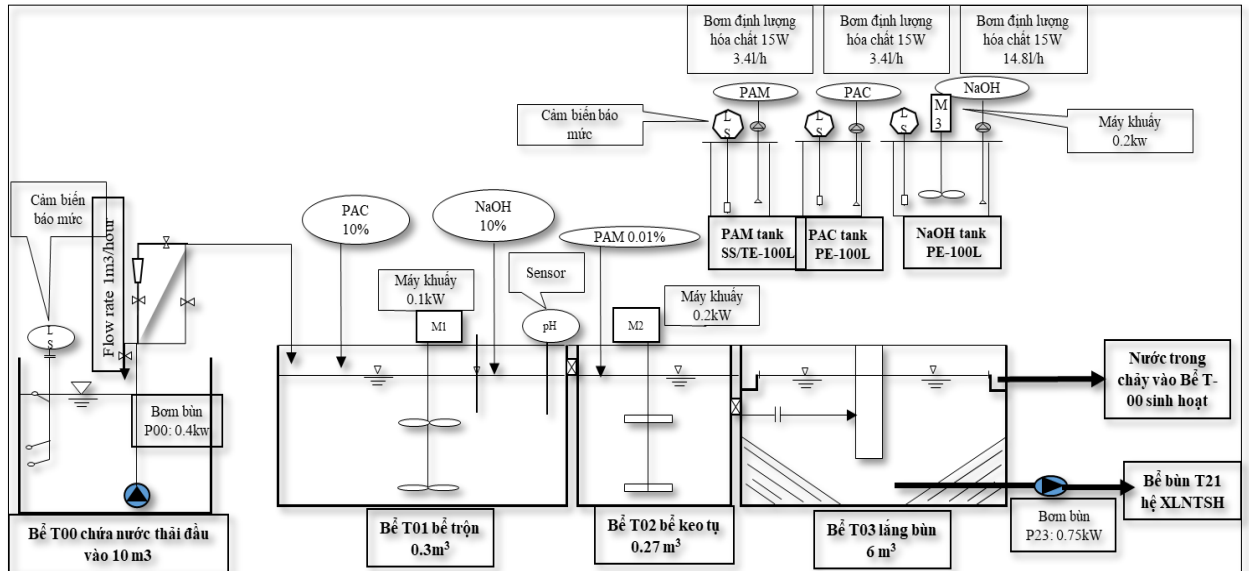 Bơm định lượng
hóa chất 15W
3.4l/h
Bơm định lượng
hóa chất 15W
3.4l/h
Bơm định lượng
hóa chất 15W
14.8l/h
PAM
PAC
NaOH
Cảm biến báo
mức
LS
LS
LS
M
3
Máy khuấy
0.2kw
PAM tank
SS/TE-100L
PAC tank
PE-100L
NaOH tank
PE-100L
Cảm biến
báo mức
Flow rate 1m3/hour
LS
PAC
10%
NaOH
10%
PAM 0.01%
Máy khuấy
0.1kW
Sensor
Máy khuấy
0.2kW
M1
pH
M2
Bơm bùn
P00: 0.4kw
Nước trong
chảy vào Bể T-
00 sinh hoạt
Bể bùn T21
hệ XLNTSH
Bơm bùn
P23: 0.75kW
Bể T00 chứa nước thải đầu
vào 10 m3
Bể T01 bể trộn
0.3m³
Bể T02 bể keo tụ
0.27 m³
Bể T03 lắng bùn
6 m³